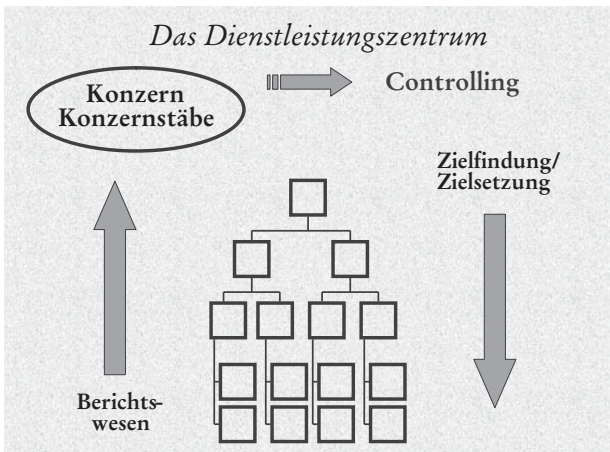 Das Dienstleistungszentrum
Konzern
Konzernstäbe
Controlling
Zielfindung/
Zielsetzung
Berichts-
wesen